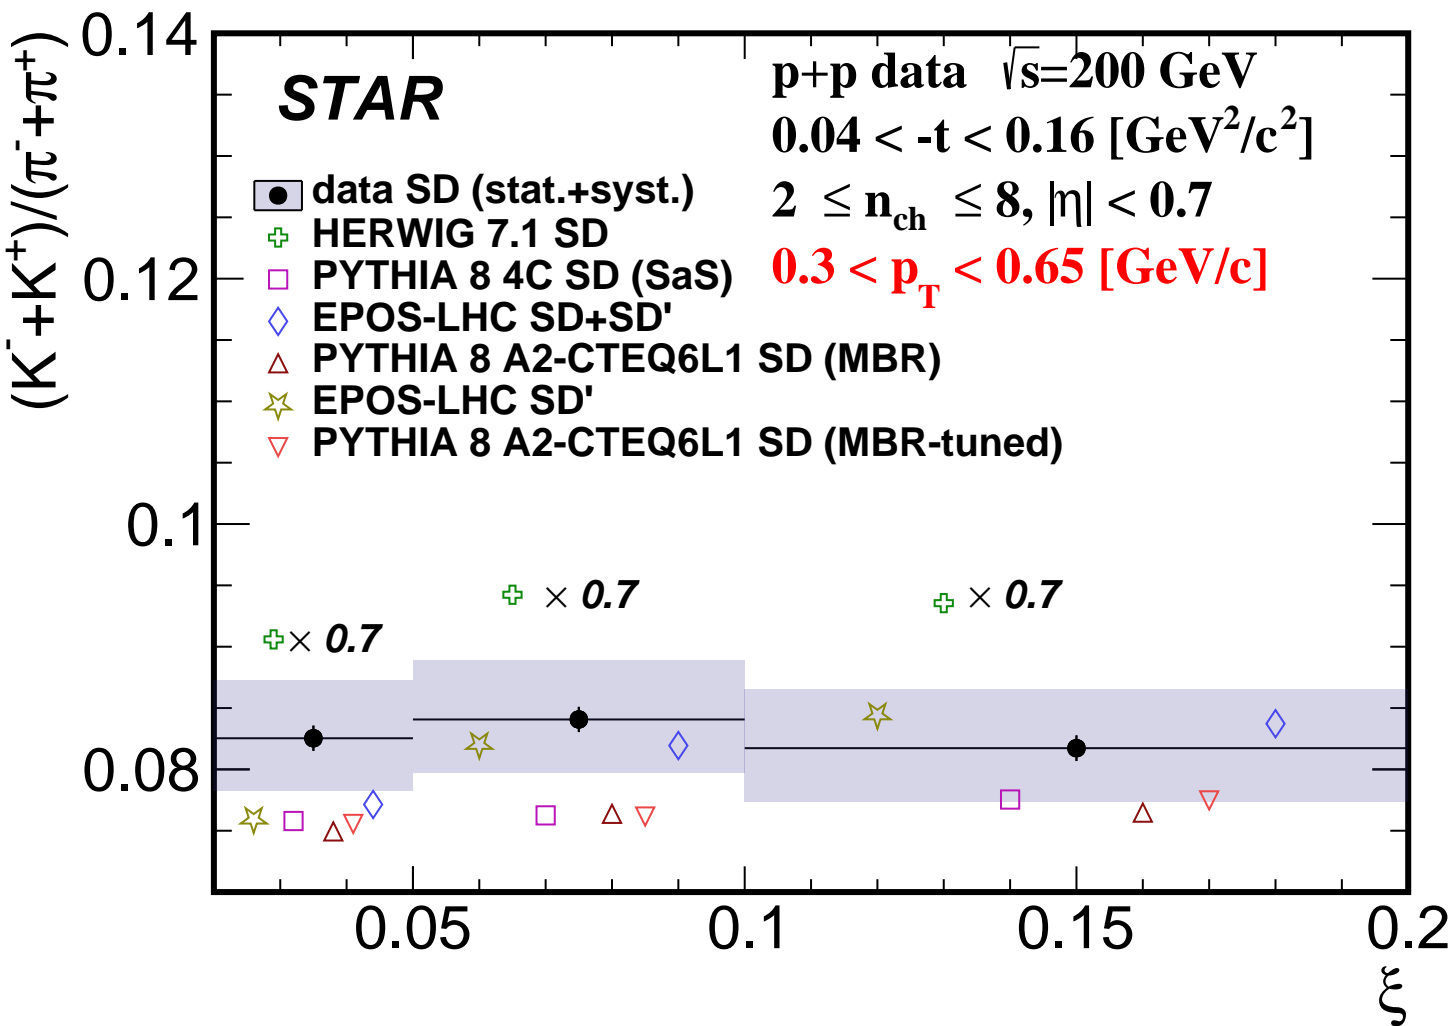 (K⁻+K⁺)/(π⁻+π⁺)
0.14
0.12
0.1
0.08
STAR
p+p data √s=200 GeV
0.04 < -t < 0.16 [GeV²/c²]
2 ≤ n_ch ≤ 8, |η| < 0.7
0.3 < p_T < 0.65 [GeV/c]
data SD (stat.+syst.)
HERWIG 7.1 SD
PYTHIA 8 4C SD (SaS)
EPOS-LHC SD+SD'
PYTHIA 8 A2-CTEQ6L1 SD (MBR)
EPOS-LHC SD'
PYTHIA 8 A2-CTEQ6L1 SD (MBR-tuned)
× 0.7
× 0.7
× 0.7
0.05
0.1
0.15
0.2
ξ